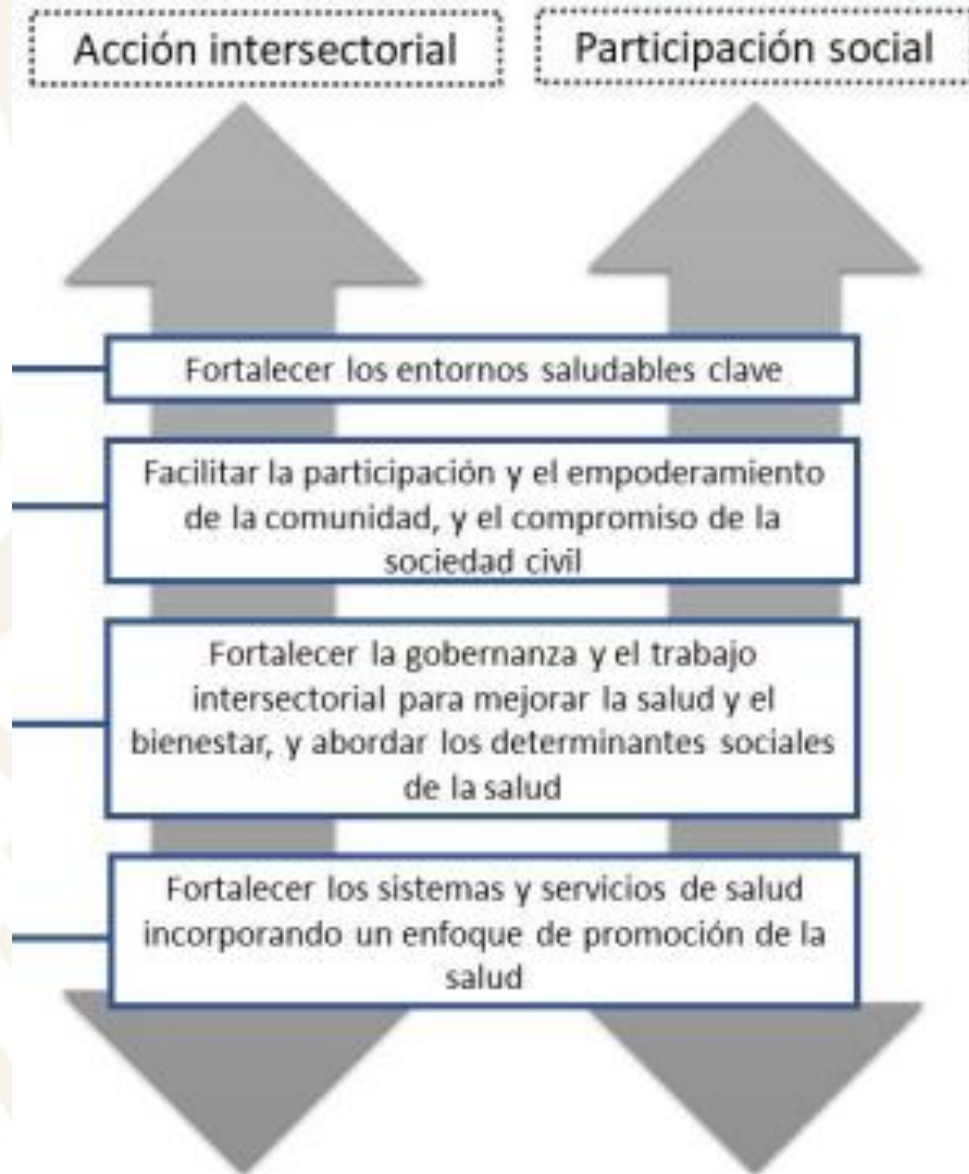 Acción intersectorial
Participación social
Fortalecer los entornos saludables clave
Facilitar la participación y el empoderamiento
de la comunidad, y el compromiso de la
sociedad civil
Fortalecer la gobernanza y el trabajo
intersectorial para mejorar la salud y el
bienestar, y abordar los determinantes sociales
de la salud
Fortalecer los sistemas y servicios de salud
incorporando un enfoque de promoción de la
salud